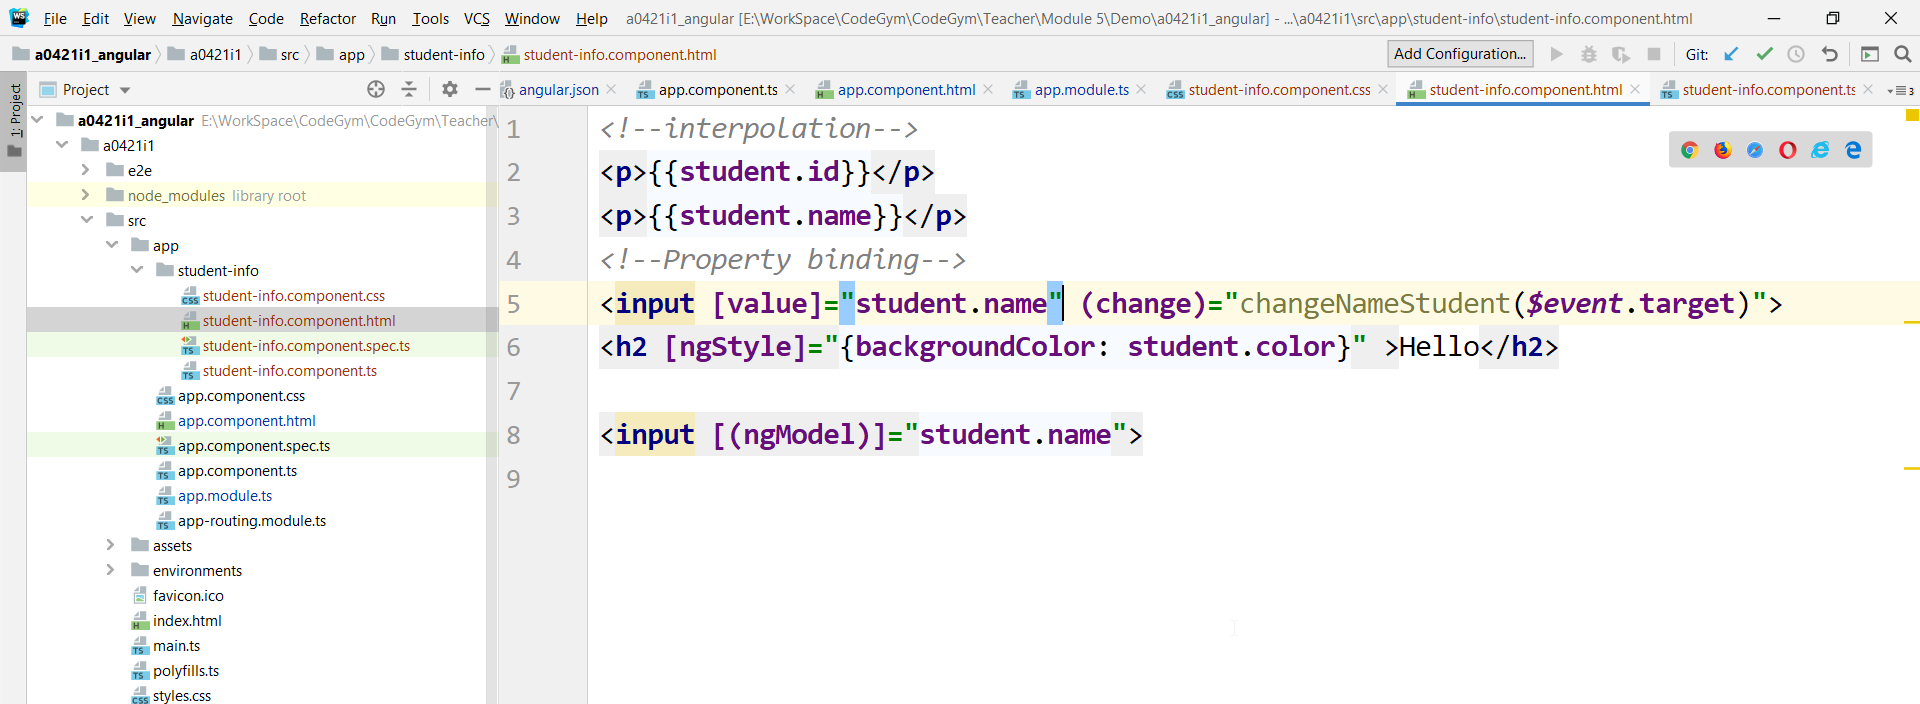 WS File Edit View Navigate Code Refactor Run Tools VCS Window Help a0421i1_angular [E:\WorkSpace\CodeGym\CodeGym\Teacher\Module 5\Demo\a0421i1_angular] - ...\a0421i1\src\app\student-info\student-info.component.html
a0421i1_angular a0421i1 src app student-info student-info.component.html Add Configuration... Git:
1: Project
Project
angular.json app.component.ts app.component.html app.module.ts student-info.component.css student-info.component.html student-info.component.ts 3
a0421i1_angular E:\WorkSpace\CodeGym\CodeGym\Teacher\
a0421i1
e2e
node_modules library root
src
app
student-info
student-info.component.css
student-info.component.html
student-info.component.spec.ts
student-info.component.ts
app.component.css
app.component.html
app.component.spec.ts
app.component.ts
app.module.ts
app-routing.module.ts
assets
environments
favicon.ico
index.html
main.ts
polyfills.ts
styles.css
1 <!--interpolation-->
2 <p>{{student.id}}</p>
3 <p>{{student.name}}</p>
4 <!--Property binding-->
5 <input [value]="student.name" (change)="changeNameStudent($event.target)">
6 <h2 [ngStyle]="{backgroundColor: student.color}" >Hello</h2>
7
8 <input [(ngModel)]="student.name">
9